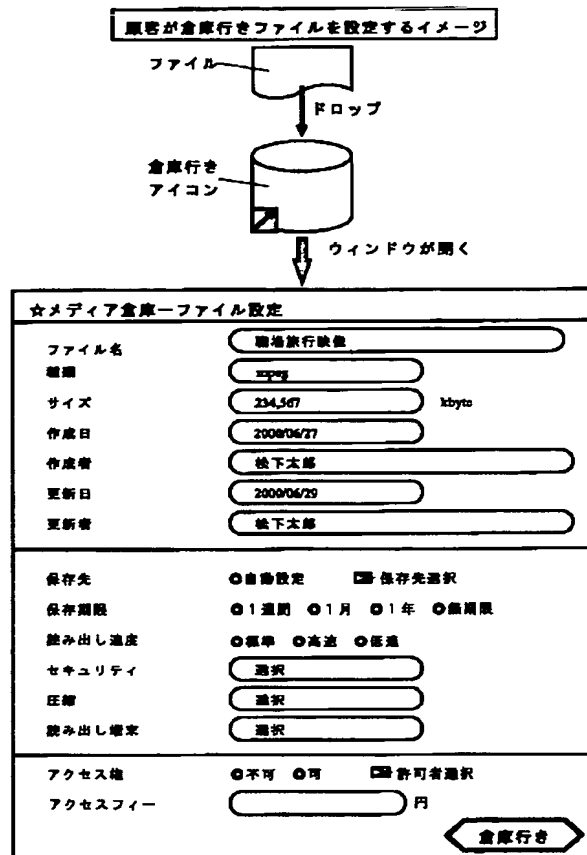 顧客が倉庫行きファイルを設定するイメージ
ファイル
ドロップ
倉庫行き
アイコン
ウィンドウが開く
☆メディア倉庫ーファイル設定
ファイル名 職場旅行映像
種類 mpeg
サイズ 234,567 kbyte
作成日 2000/06/27
作成者 松下太郎
更新日 2000/06/29
更新者 松下太郎
保存先 自動設定 保存先選択
保存期限 1週間 1月 1年 無期限
読み出し速度 標準 高速 低速
セキュリティ 選択
圧縮 選択
読み出し端末 選択
アクセス権 不可 可 許可者選択
アクセスフィー 円
倉庫行き